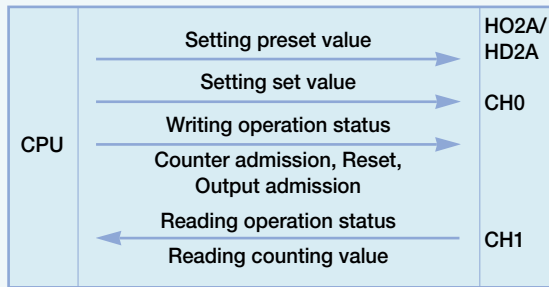 Setting preset value
HO2A/
HD2A
Setting set value
CH0
Writing operation status
CPU
Counter admission, Reset,
Output admission
Reading operation status
CH1
Reading counting value